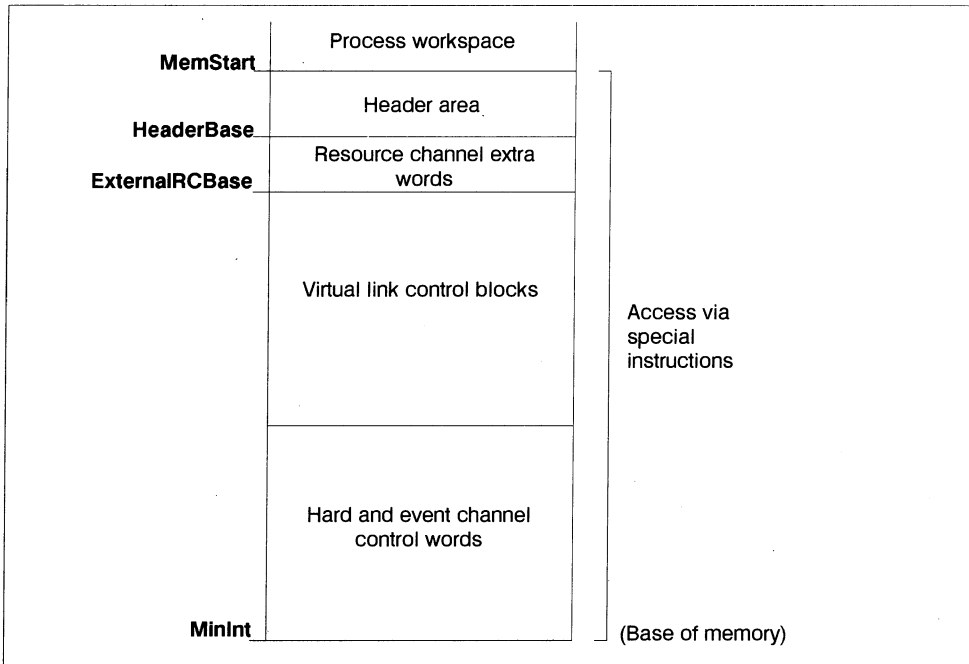 Process workspace
MemStart
Header area
HeaderBase
Resource channel extra
words
ExternalRCBase
Virtual link control blocks
Access via
special
instructions
Hard and event channel
control words
MinInt
(Base of memory)